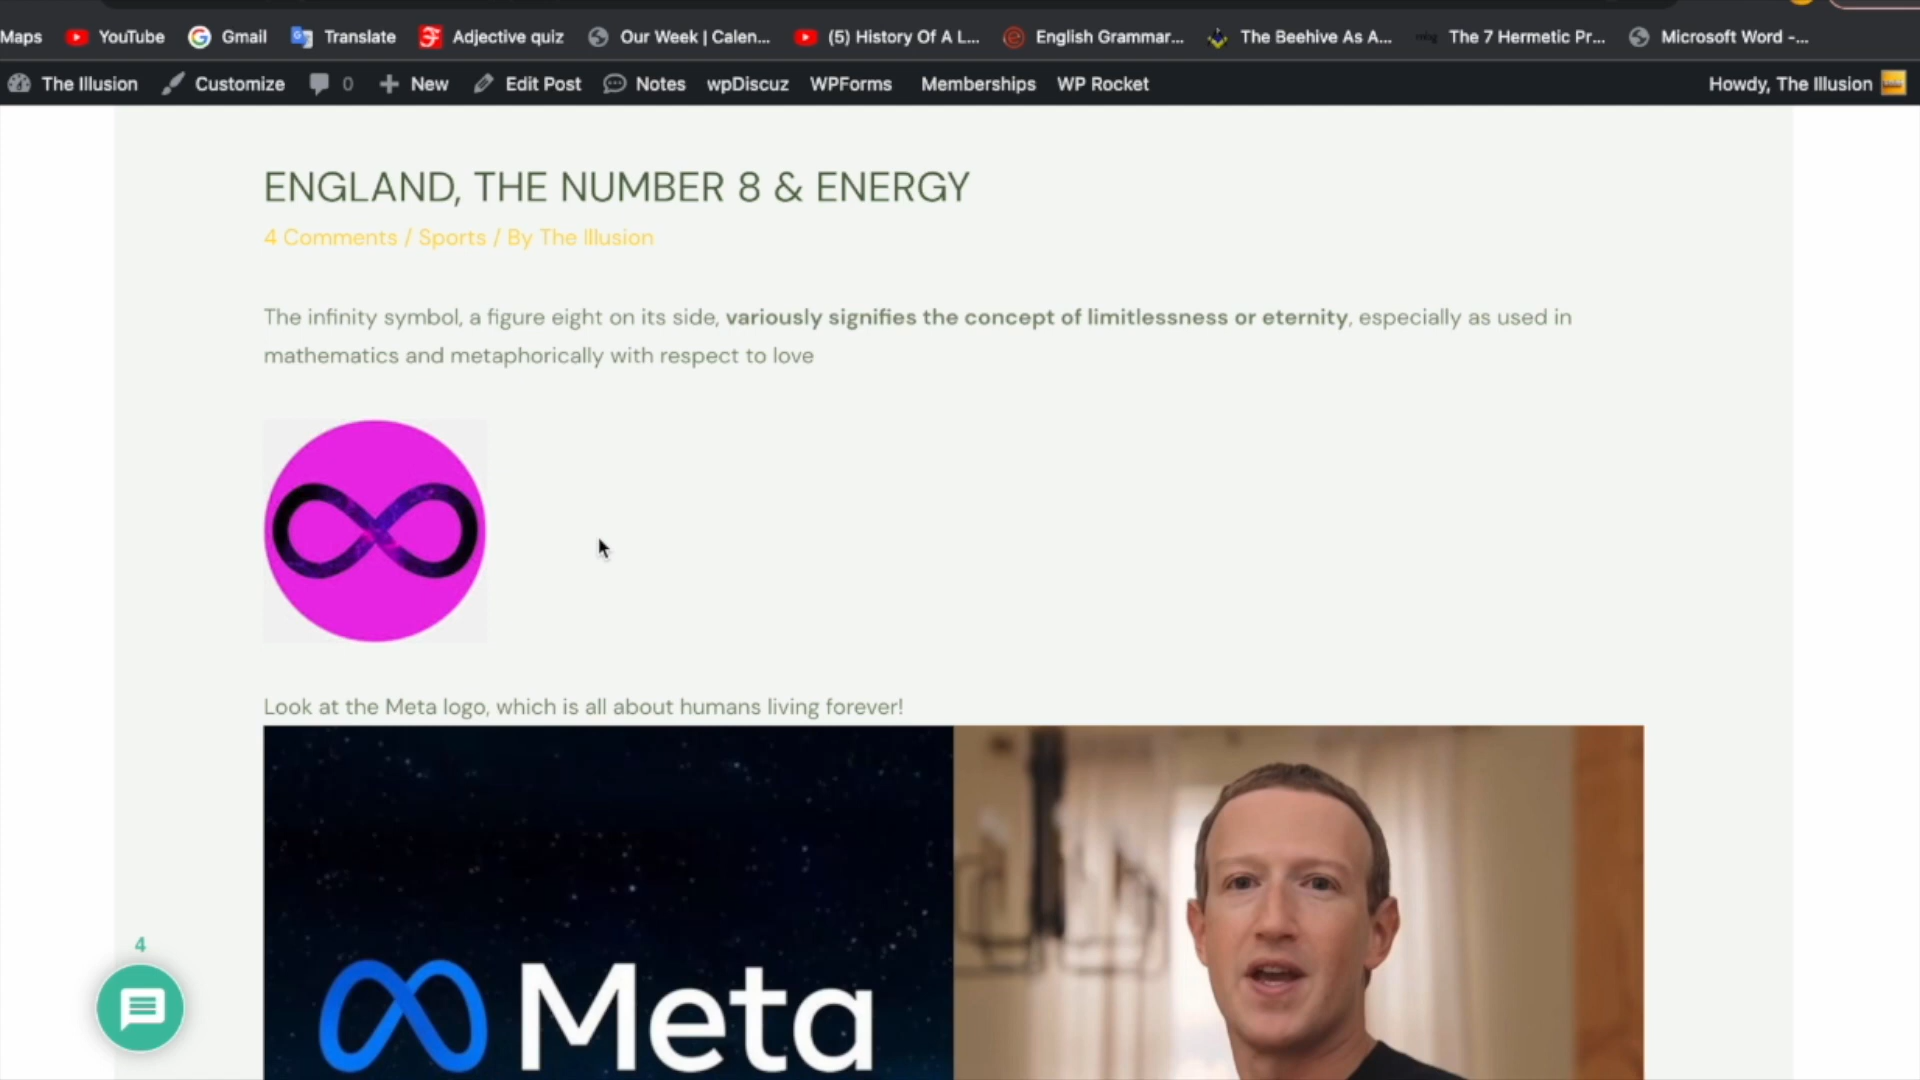 Maps YouTube Gmail Translate Adjective quiz Our Week | Calen... (5) History Of A L... English Grammar... The Beehive As A... The 7 Hermetic Pr... Microsoft Word -...
The Illusion Customize 0 New Edit Post Notes wpDiscuz WPForms Memberships WP Rocket Howdy, The Illusion
ENGLAND, THE NUMBER 8 & ENERGY
4 Comments / Sports / By The Illusion
The infinity symbol, a figure eight on its side, variously signifies the concept of limitlessness or eternity, especially as used in
mathematics and metaphorically with respect to love
Look at the Meta logo, which is all about humans living forever!
4
Meta